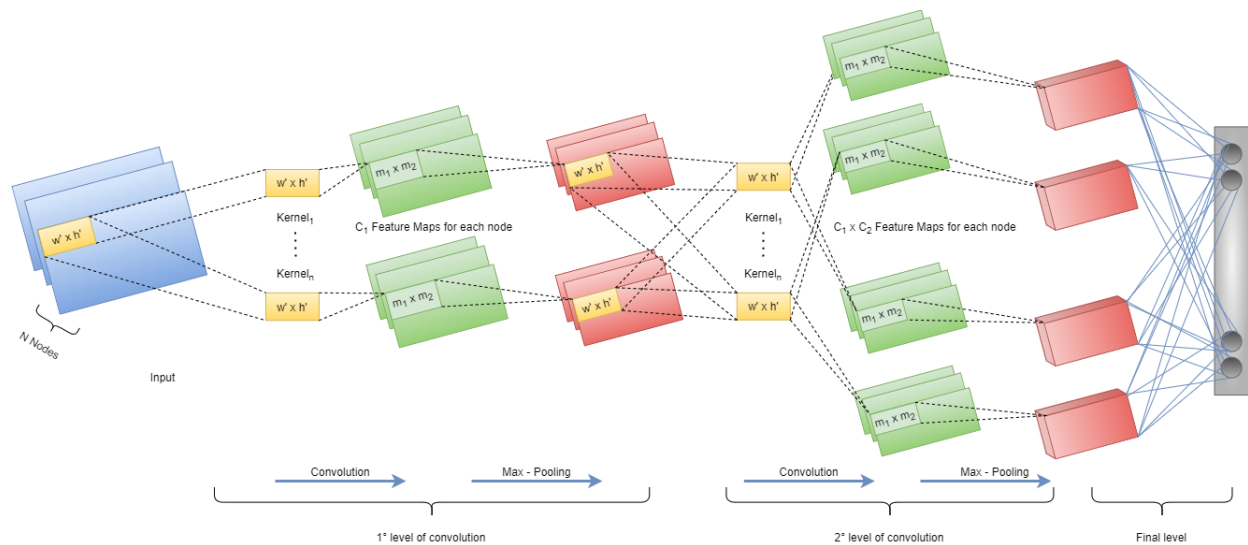 m₁ x m₂
w' x h'
m₁ x m₂
w' x h'
w' x h'
m₁ x m₂
Kernel₁
C₁ Feature Maps for each node
Kernel₁
C₁ x C₂ Feature Maps for each node
w' x h'
Kernelₙ
Kernelₙ
w' x h'
m₁ x m₂
w' x h'
w' x h'
m₁ x m₂
N Nodes
Input
m₁ x m₂
Convolution
Max - Pooling
Convolution
Max - Pooling
1° level of convolution
2° level of convolution
Final level